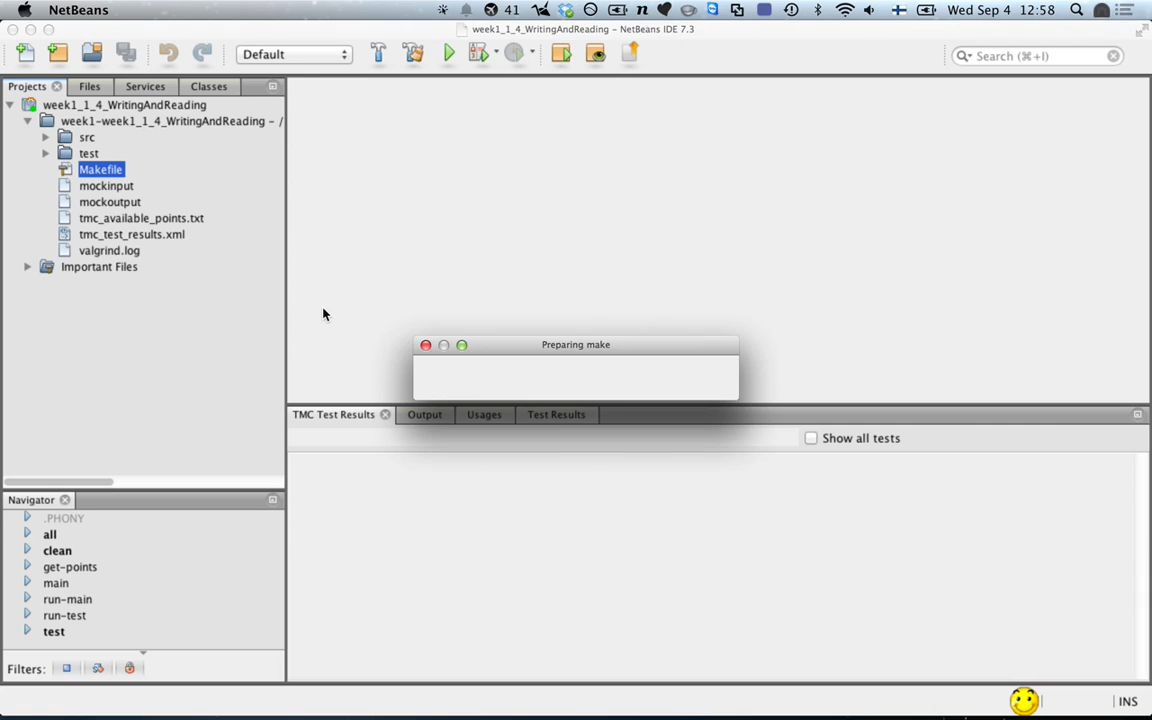 NetBeans 41 Wed Sep 4 12:58
week1_1_4_WritingAndReading – NetBeans IDE 7.3
Default
Search (⌘+I)
Projects Files Services Classes
week1_1_4_WritingAndReading
week1-week1_1_4_WritingAndReading – /
src
test
Makefile
mockinput
mockoutput
tmc_available_points.txt
tmc_test_results.xml
valgrind.log
Important Files
Preparing make
TMC Test Results Output Usages Test Results
Show all tests
Navigator
.PHONY
all
clean
get-points
main
run-main
run-test
test
Filters:
INS